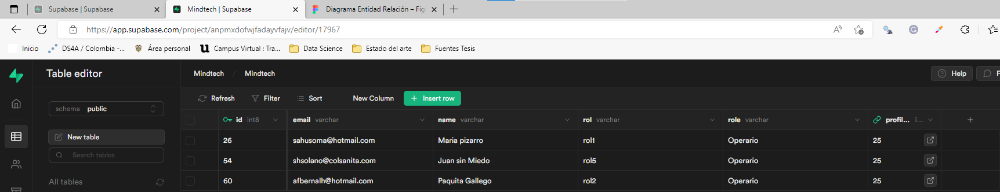 Supabase | Supabase
Mindtech | Supabase
Diagrama Entidad Relación – Fig
https://app.supabase.com/project/anpmxdofwjfadayvfajv/editor/17967
Inicio
DS4A / Colombia -...
Área personal
Campus Virtual : Tra...
Data Science
Estado del arte
Fuentes Tesis
Table editor
Mindtech / Mindtech
Help
F
Refresh
Filter
Sort
New Column
+ Insert row
schema public
New table
Search tables
All tables
id int8
email varchar
name varchar
rol varchar
role varchar
profil... i...
26 sahusoma@hotmail.com Maria pizarro rol1 Operario 25
54 shsolano@colsanita.com Juan sin Miedo rol5 Operario 25
60 afbernalh@hotmail.com Paquita Gallego rol2 Operario 25